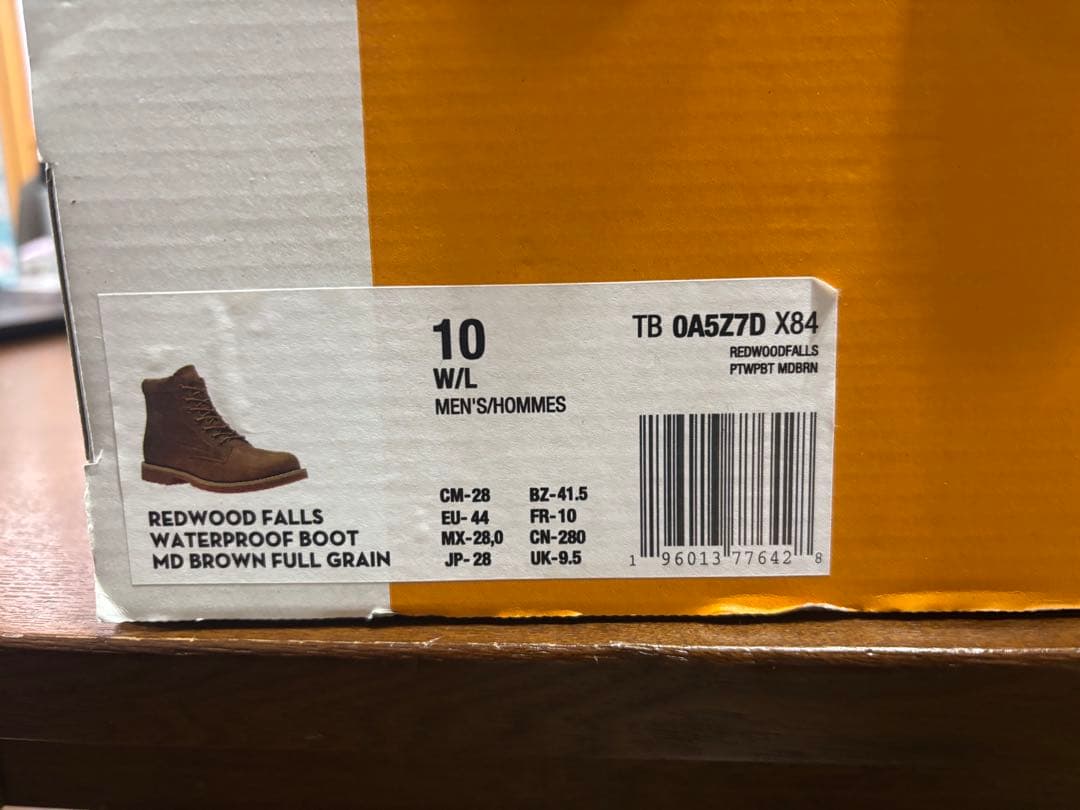 10
W/L
MEN'S/HOMMES
TB 0A5Z7D X84
REDWOODFALLS
PTWPBT MDBRN
REDWOOD FALLS
WATERPROOF BOOT
MD BROWN FULL GRAIN
CM-28 BZ-41.5
EU-44 FR-10
MX-28,0 CN-280
JP-28 UK-9.5
1 96013 77642 8